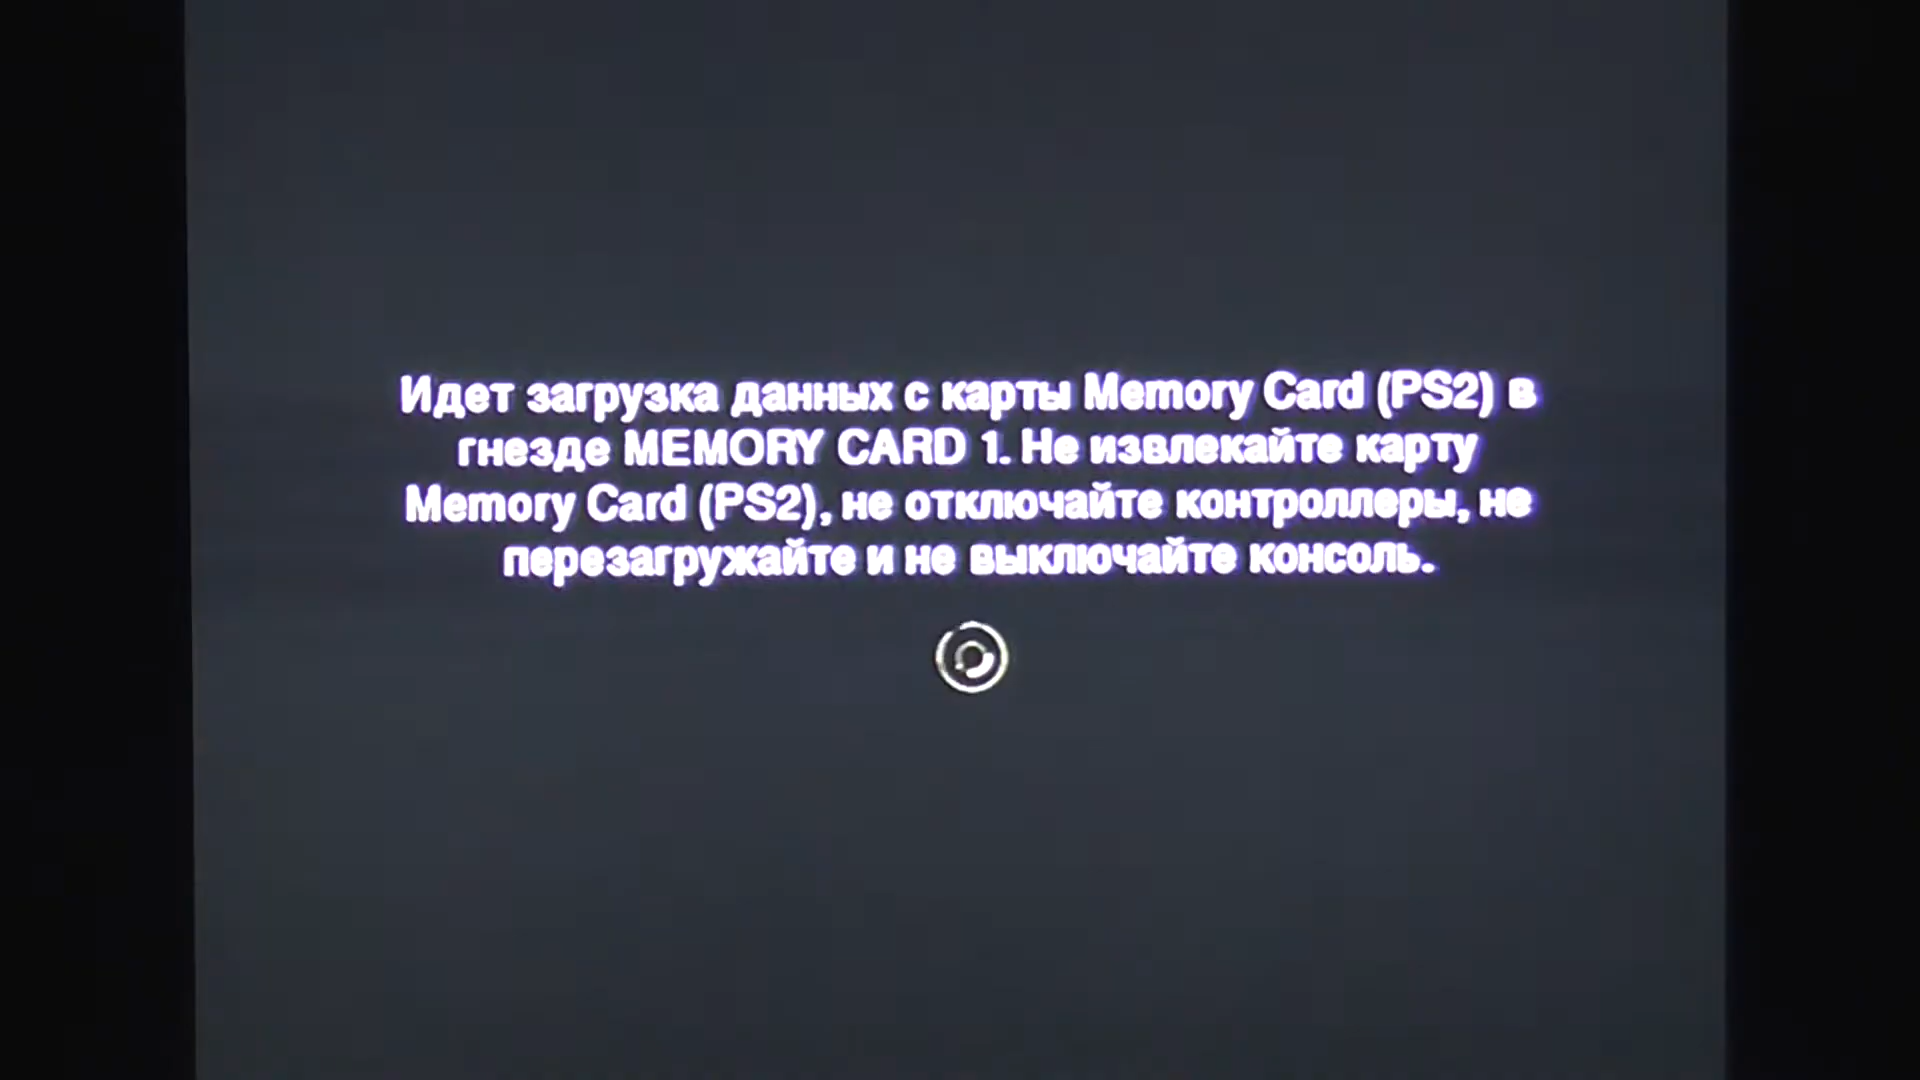 Идет загрузка данных с карты Memory Card (PS2) в
гнезде MEMORY CARD 1. Не извлекайте карту
Memory Card (PS2), не отключайте контроллеры, не
перезагружайте и не выключайте консоль.